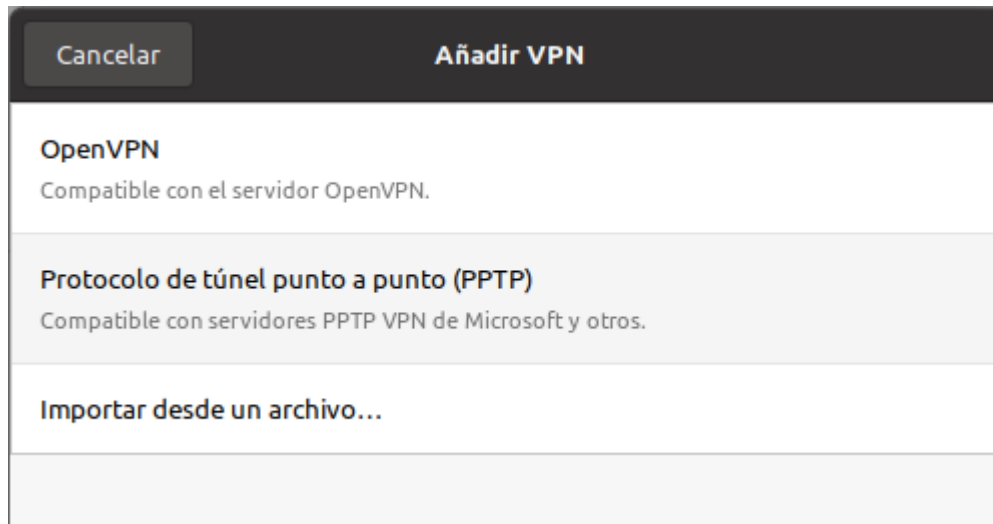 Cancelar
Añadir VPN
OpenVPN
Compatible con el servidor OpenVPN.
Protocolo de túnel punto a punto (PPTP)
Compatible con servidores PPTP VPN de Microsoft y otros.
Importar desde un archivo…